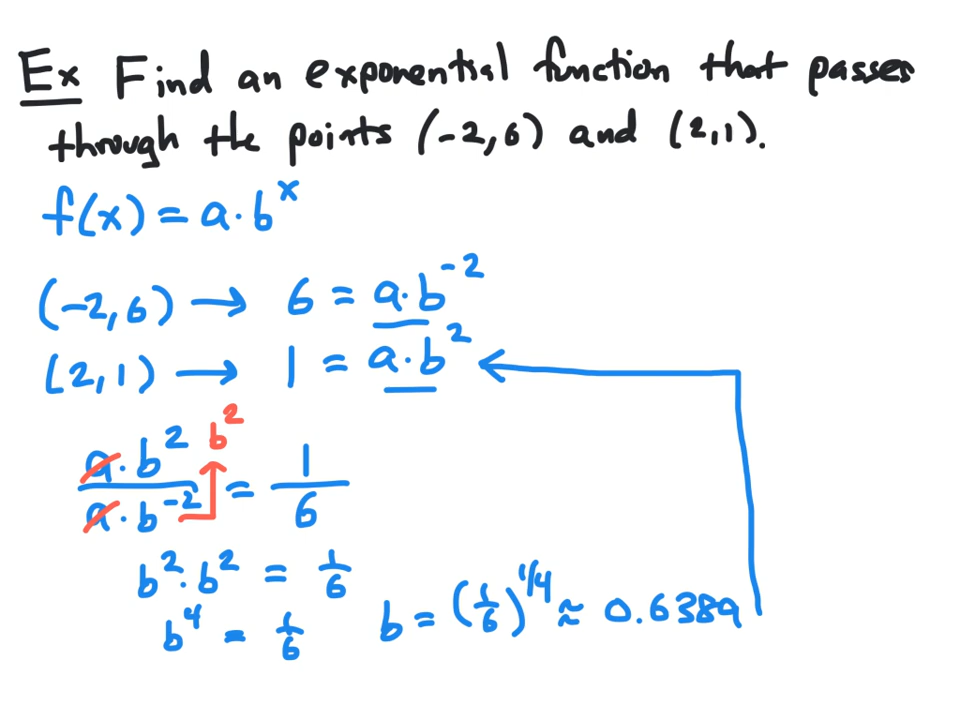 Ex Find an exponential function that passes
through the points (-2,6) and (2,1).
f(x) = a·b^x
(-2,6) → 6 = a·b^-2
(2,1) → 1 = a·b^2
a·b^2 / a·b^-2 b^2 = 1/6
b^2·b^2 = 1/6
b^4 = 1/6 b = (1/6)^1/4 ≈ 0.6389